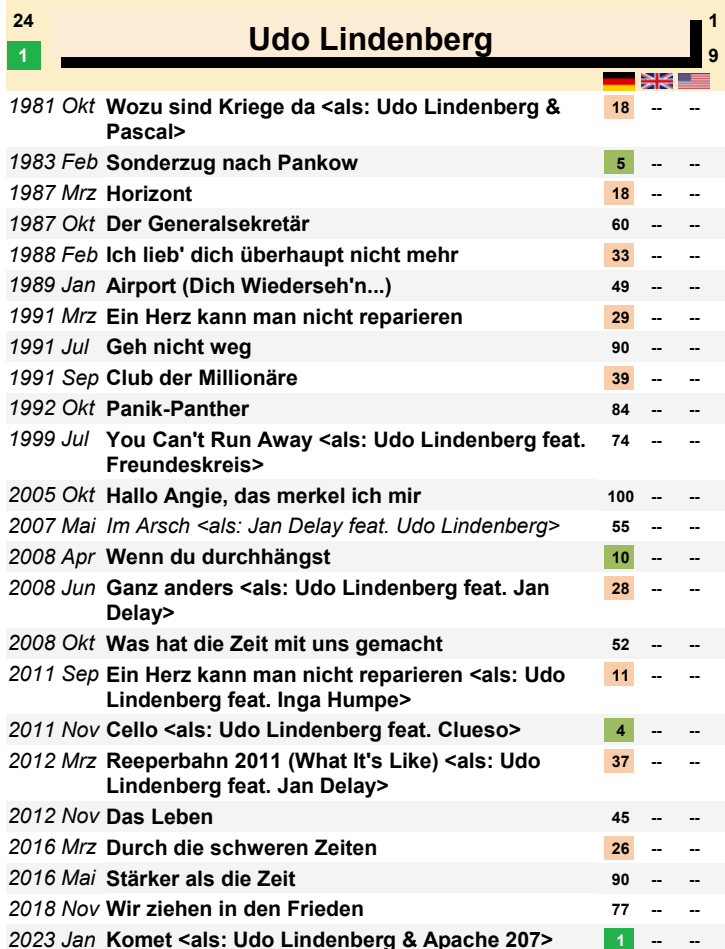 24
1
Udo Lindenberg
1
9
1981 Okt Wozu sind Kriege da <als: Udo Lindenberg & 18 -- --
Pascal>
1983 Feb Sonderzug nach Pankow 5 -- --
1987 Mrz Horizont 18 -- --
1987 Okt Der Generalsekretär 60 -- --
1988 Feb Ich lieb' dich überhaupt nicht mehr 33 -- --
1989 Jan Airport (Dich Wiederseh'n...) 49 -- --
1991 Mrz Ein Herz kann man nicht reparieren 29 -- --
1991 Jul Geh nicht weg 90 -- --
1991 Sep Club der Millionäre 39 -- --
1992 Okt Panik-Panther 84 -- --
1999 Jul You Can't Run Away <als: Udo Lindenberg feat. 74 -- --
Freundeskreis>
2005 Okt Hallo Angie, das merkel ich mir 100 -- --
2007 Mai Im Arsch <als: Jan Delay feat. Udo Lindenberg> 55 -- --
2008 Apr Wenn du durchhängst 10 -- --
2008 Jun Ganz anders <als: Udo Lindenberg feat. Jan 28 -- --
Delay>
2008 Okt Was hat die Zeit mit uns gemacht 52 -- --
2011 Sep Ein Herz kann man nicht reparieren <als: Udo 11 -- --
Lindenberg feat. Inga Humpe>
2011 Nov Cello <als: Udo Lindenberg feat. Clueso> 4 -- --
2012 Mrz Reeperbahn 2011 (What It's Like) <als: Udo 37 -- --
Lindenberg feat. Jan Delay>
2012 Nov Das Leben 45 -- --
2016 Mrz Durch die schweren Zeiten 26 -- --
2016 Mai Stärker als die Zeit 90 -- --
2018 Nov Wir ziehen in den Frieden 77 -- --
2023 Jan Komet <als: Udo Lindenberg & Apache 207> 1 -- --